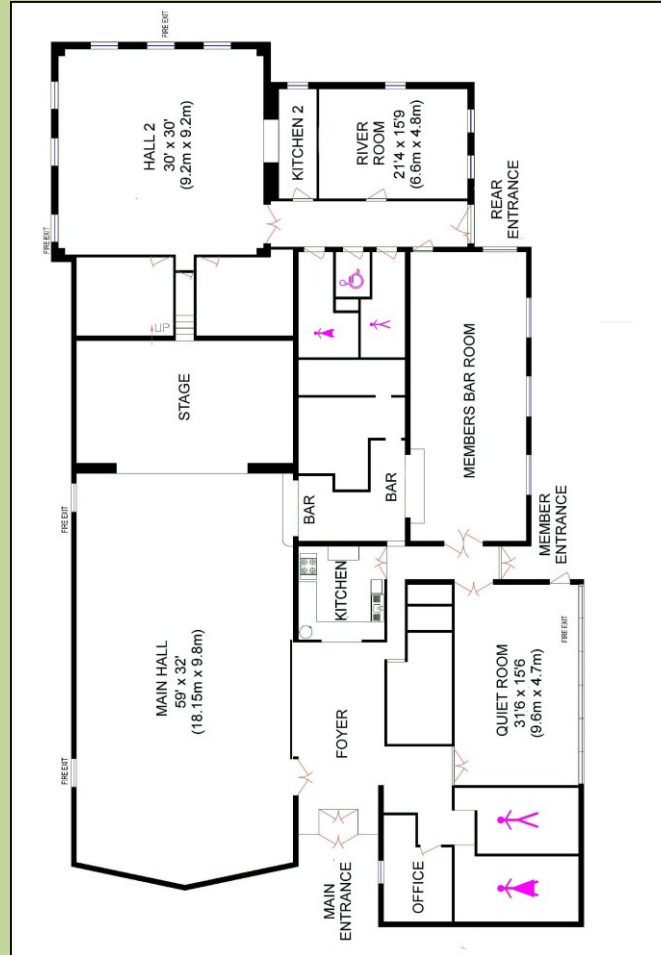 FIRE EXIT
HALL 2
30' x 30'
(9.2m x 9.2m)
KITCHEN 2
RIVER
ROOM
21'4 x 15'9
(6.6m x 4.8m)
FIRE EXIT
REAR
ENTRANCE
UP
STAGE
MEMBERS BAR ROOM
FIRE EXIT
BAR
BAR
MEMBER
ENTRANCE
KITCHEN
MAIN HALL
59' x 32'
(18.15m x 9.8m)
FIRE EXIT
QUIET ROOM
31'6 x 15'6
(9.6m x 4.7m)
FOYER
FIRE EXIT
MAIN
ENTRANCE
OFFICE